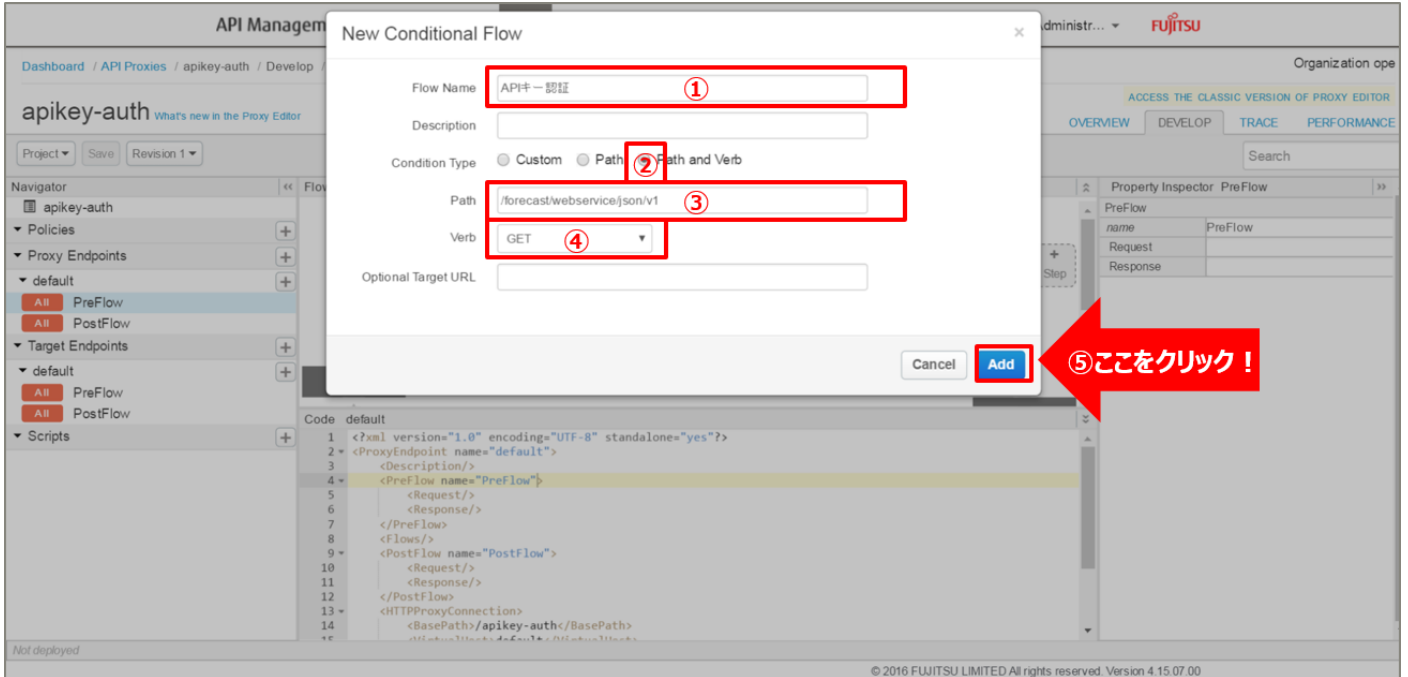 API Managem
New Conditional Flow
×
dministr...
FUJITSU
Dashboard / API Proxies / apikey-auth / Develop /
Organization ope
Flow Name
APIキー認証
①
ACCESS THE CLASSIC VERSION OF PROXY EDITOR
apikey-auth What's new in the Proxy Editor
Description
OVERVIEW
DEVELOP
TRACE
PERFORMANCE
Project
Save
Revision 1
Condition Type
Custom
Path
②
Path and Verb
Search
Navigator
<<
Flow
Property Inspector PreFlow
>>
apikey-auth
Path
/forecast/webservice/json/v1
③
PreFlow
Policies
+
name
PreFlow
Verb
GET
④
Request
Proxy Endpoints
+
+
Step
Response
default
+
Optional Target URL
All PreFlow
All PostFlow
Target Endpoints
+
Cancel
Add
⑤ここをクリック！
default
+
All PreFlow
All PostFlow
Code default
Scripts
+
1 <?xml version="1.0" encoding="UTF-8" standalone="yes"?>
2 <ProxyEndpoint name="default">
3 <Description/>
4 <PreFlow name="PreFlow">
5 <Request/>
6 <Response/>
7 </PreFlow>
8 <Flows/>
9 <PostFlow name="PostFlow">
10 <Request/>
11 <Response/>
12 </PostFlow>
13 <HTTPProxyConnection>
14 <BasePath>/apikey-auth</BasePath>
15 <VirtualHost>default</VirtualHost>
Not deployed
© 2016 FUJITSU LIMITED All rights reserved. Version 4.15.07.00